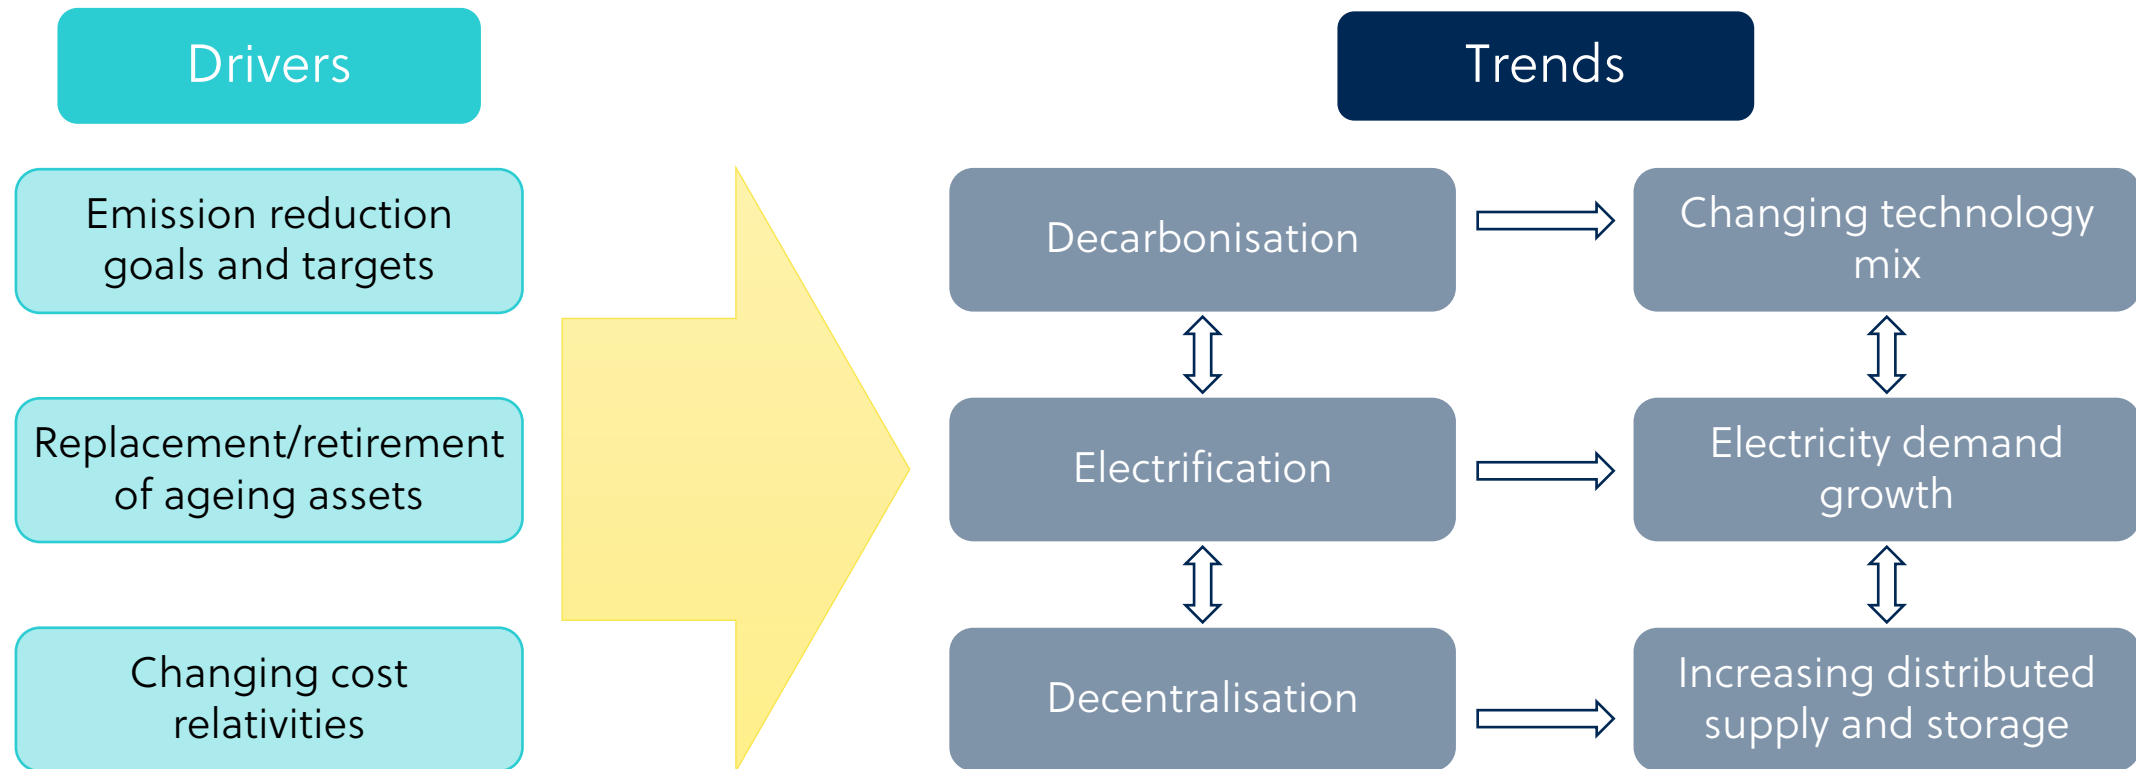 Drivers
Trends
Emission reduction
goals and targets
Decarbonisation
Changing technology
mix
Replacement/retirement
of ageing assets
Electrification
Electricity demand
growth
Changing cost
relativities
Decentralisation
Increasing distributed
supply and storage